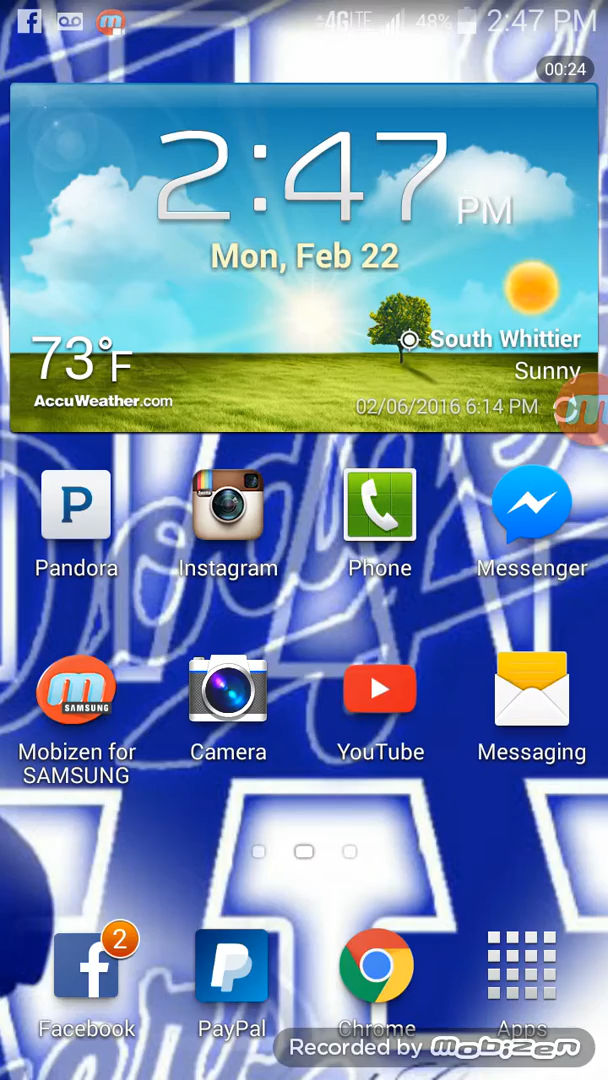 4G LTE 48% 2:47 PM
00:24
2:47 PM
Mon, Feb 22
73°F
South Whittier
Sunny
AccuWeather.com
02/06/2016 6:14 PM
Pandora Instagram Phone Messenger
SAMSUNG
Mobizen for Camera YouTube Messaging
SAMSUNG
2
Facebook PayPal Chrome Apps
Recorded by mobizen